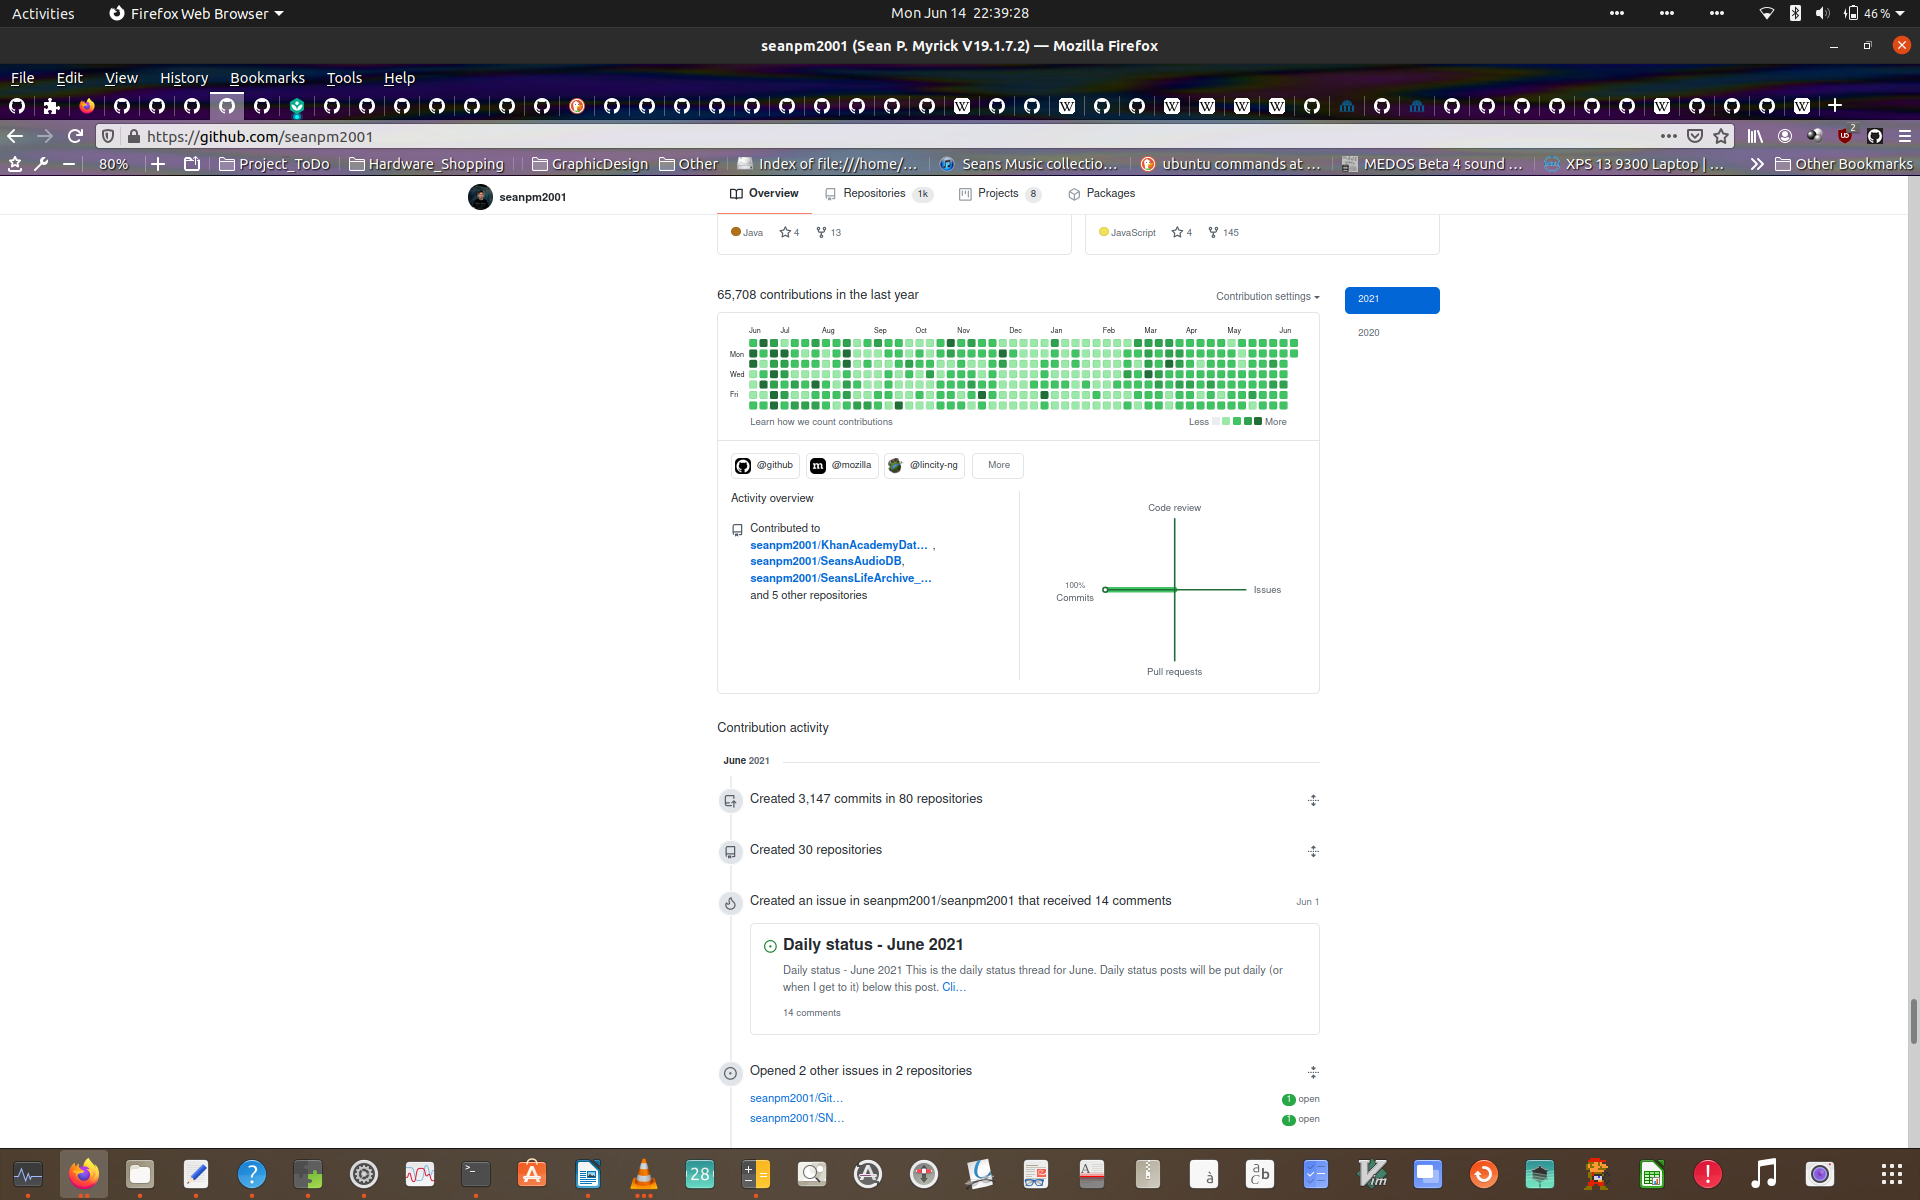 Activities
Firefox Web Browser
Mon Jun 14 22:39:28
46 %
seanpm2001 (Sean P. Myrick V19.1.7.2) — Mozilla Firefox
File Edit View History Bookmarks Tools Help
https://github.com/seanpm2001
2
80%
Project_ToDo
Hardware_Shopping
GraphicDesign
Other
Index of file:///home/…
Seans Music collectio…
ubuntu commands at …
MEDOS Beta 4 sound …
XPS 13 9300 Laptop | …
Other Bookmarks
seanpm2001
Overview
Repositories 1k
Projects 8
Packages
Java 4 13
JavaScript 4 145
65,708 contributions in the last year
Contribution settings
2021
2020
Jun Jul Aug Sep Oct Nov Dec Jan Feb Mar Apr May Jun
Mon
Wed
Fri
Learn how we count contributions
Less More
@github
@mozilla
@lincity-ng
More
Activity overview
Contributed to
seanpm2001/KhanAcademyDat… ,
seanpm2001/SeansAudioDB,
seanpm2001/SeansLifeArchive_…
and 5 other repositories
Code review
100%
Commits
Issues
Pull requests
Contribution activity
June 2021
Created 3,147 commits in 80 repositories
Created 30 repositories
Created an issue in seanpm2001/seanpm2001 that received 14 comments
Jun 1
Daily status - June 2021
Daily status - June 2021 This is the daily status thread for June. Daily status posts will be put daily (or
when I get to it) below this post. Cli…
14 comments
Opened 2 other issues in 2 repositories
seanpm2001/Git…
1 open
seanpm2001/SN…
1 open
28